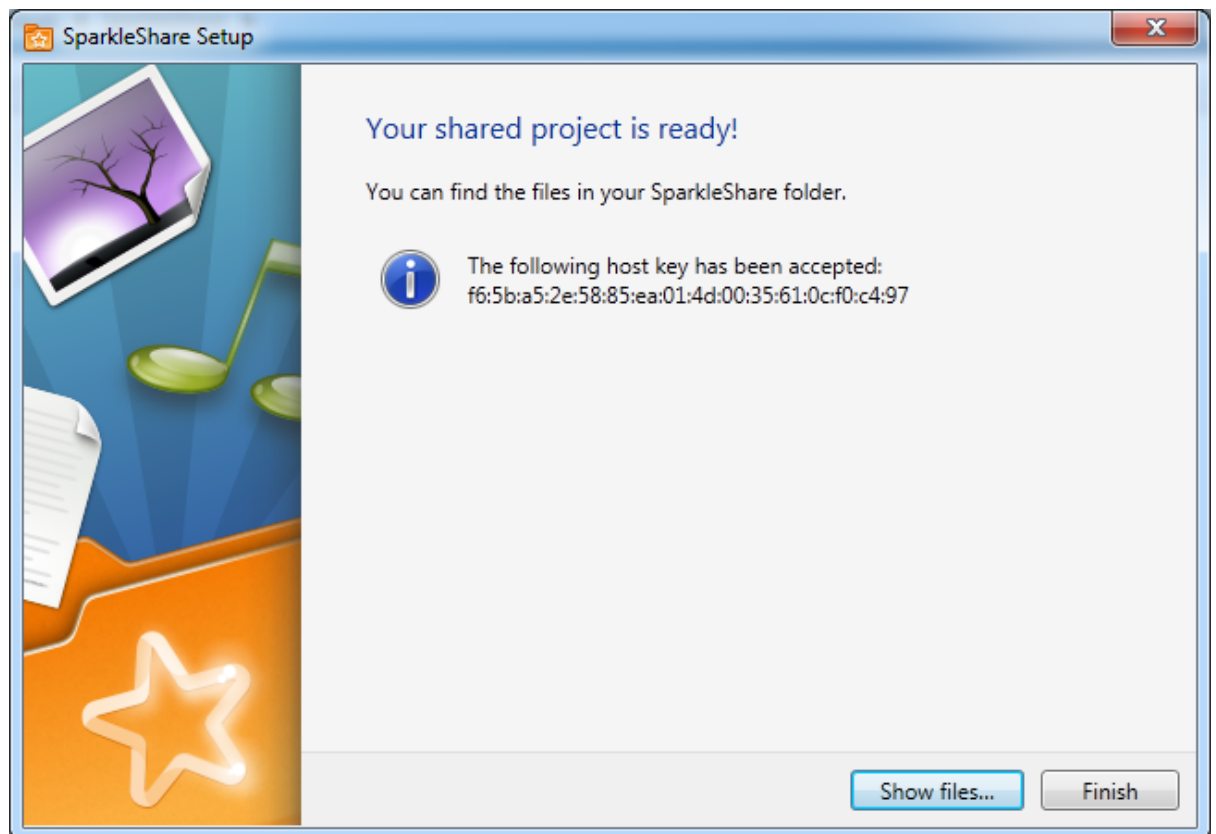 SparkleShare Setup
Your shared project is ready!
You can find the files in your SparkleShare folder.
The following host key has been accepted:
f6:5b:a5:2e:58:85:ea:01:4d:00:35:61:0c:f0:c4:97
Show files...
Finish